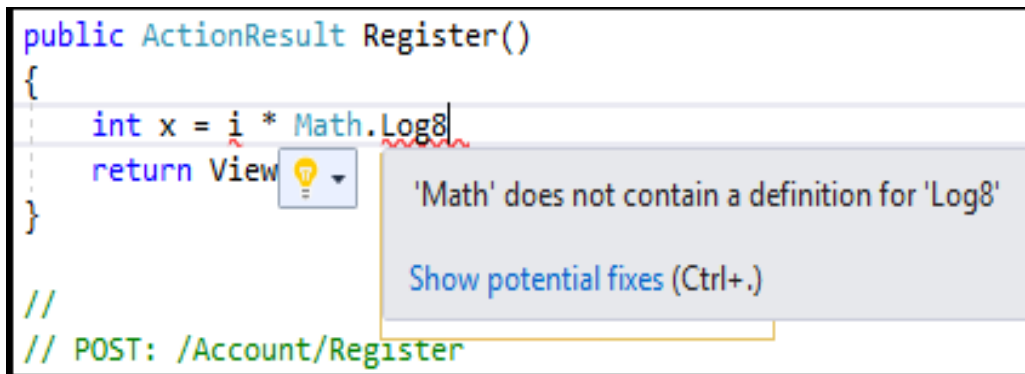 public ActionResult Register()
{
int x = i * Math.Log8
return View
'Math' does not contain a definition for 'Log8'
}
Show potential fixes (Ctrl+.)
//
// POST: /Account/Register